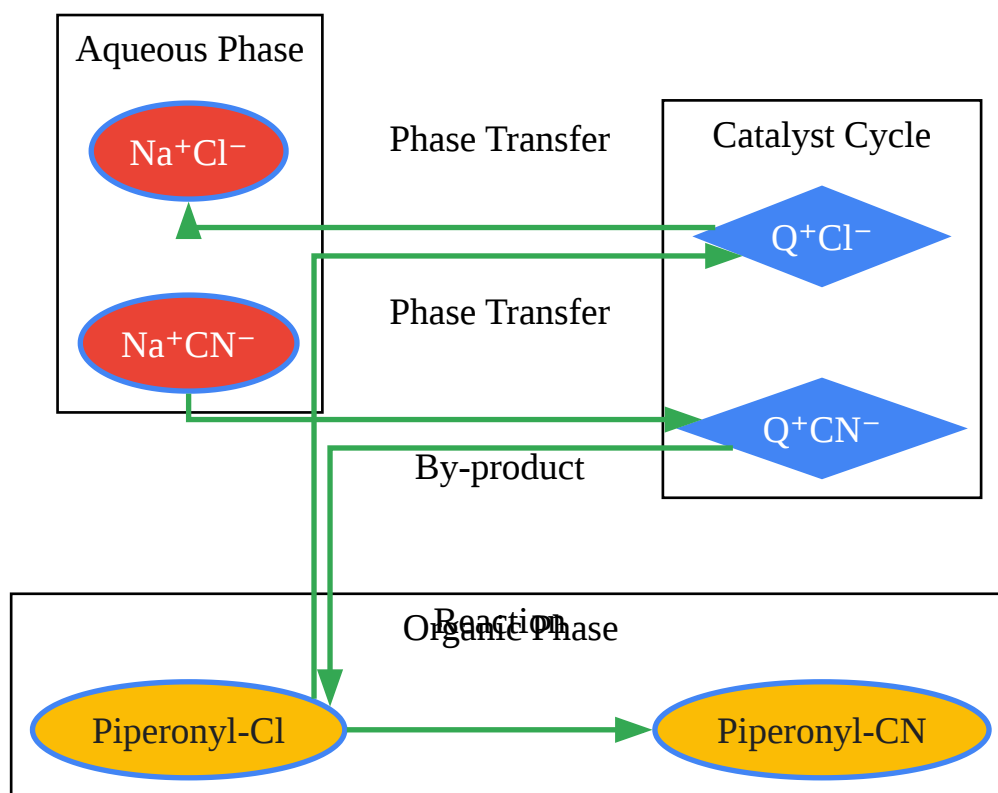 Aqueous Phase
Na⁺Cl⁻
Phase Transfer
Catalyst Cycle
Q⁺Cl⁻
Phase Transfer
Na⁺CN⁻
Q⁺CN⁻
By-product
Reaction
Organic Phase
Piperonyl-Cl
Piperonyl-CN